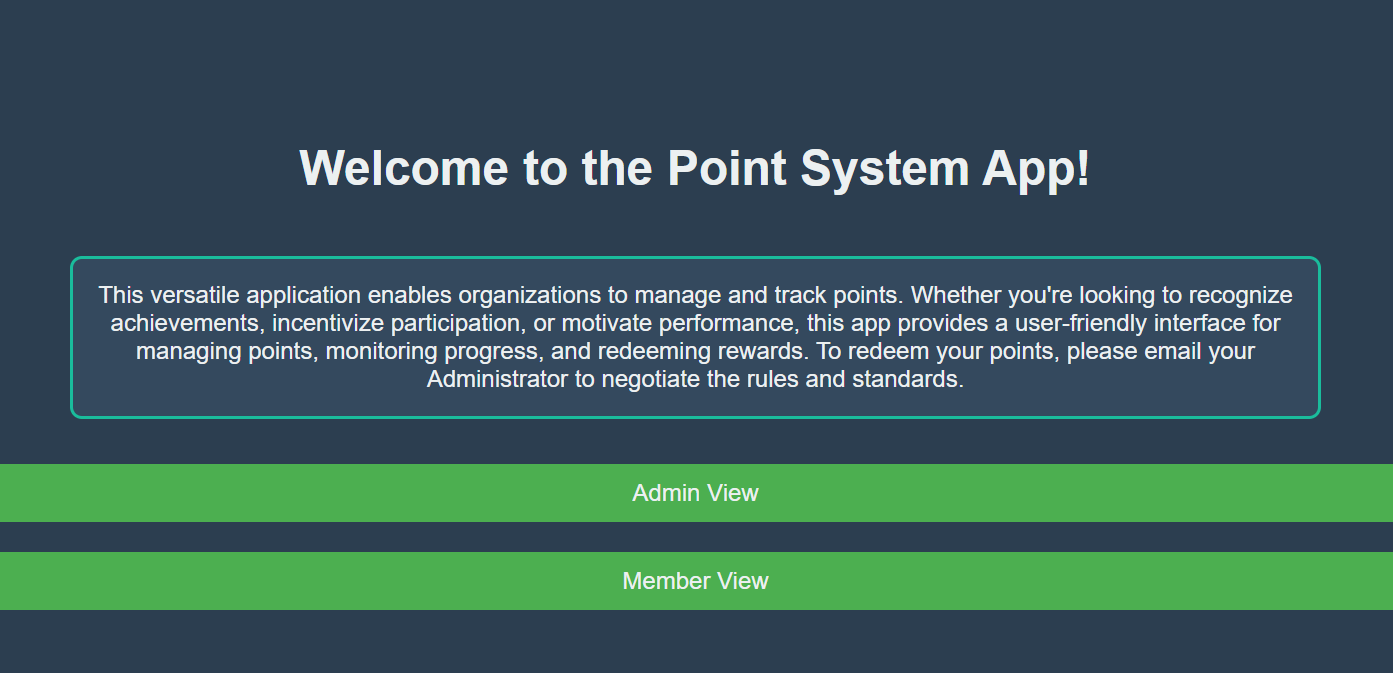 Welcome to the Point System App!
This versatile application enables organizations to manage and track points. Whether you're looking to recognize
achievements, incentivize participation, or motivate performance, this app provides a user-friendly interface for
managing points, monitoring progress, and redeeming rewards. To redeem your points, please email your
Administrator to negotiate the rules and standards.
Admin View
Member View